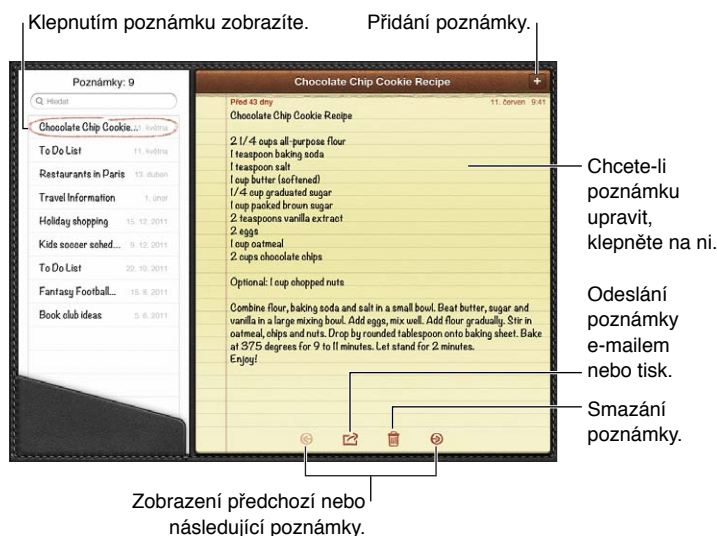 Klepnutím poznámku zobrazíte.
Přidání poznámky.
Poznámky: 9
Hledat
Chocolate Chip Cookie... 11. května
To Do List 11. května
Restaurants in Paris 13. duben
Travel Information 1. únor
Holiday shopping 15. 12. 2011
Kids soccer sched... 9. 12. 2011
To Do List 22. 10. 2011
Fantasy Football... 15. 9. 2011
Book club ideas 5. 6. 2011
Chocolate Chip Cookie Recipe
+
Před 43 dny 11. červen 9:41
Chocolate Chip Cookie Recipe
2 1/4 cups all-purpose flour
1 teaspoon baking soda
1 teaspoon salt
1 cup butter (softened)
1/4 cup graduated sugar
1 cup packed brown sugar
2 teaspoons vanilla extract
2 eggs
1 cup oatmeal
2 cups chocolate chips
Optional: 1 cup chopped nuts
Combine flour, baking soda and salt in a small bowl. Beat butter, sugar and
vanilla in a large mixing bowl. Add eggs, mix well. Add flour gradually. Stir in
oatmeal, chips and nuts. Drop by rounded tablespoon onto baking sheet. Bake
at 375 degrees for 9 to 11 minutes. Let stand for 2 minutes.
Enjoy!
Chcete-li
poznámku
upravit,
klepněte na ni.
Odeslání
poznámky
e-mailem
nebo tisk.
Smazání
poznámky.
Zobrazení předchozí nebo
následující poznámky.